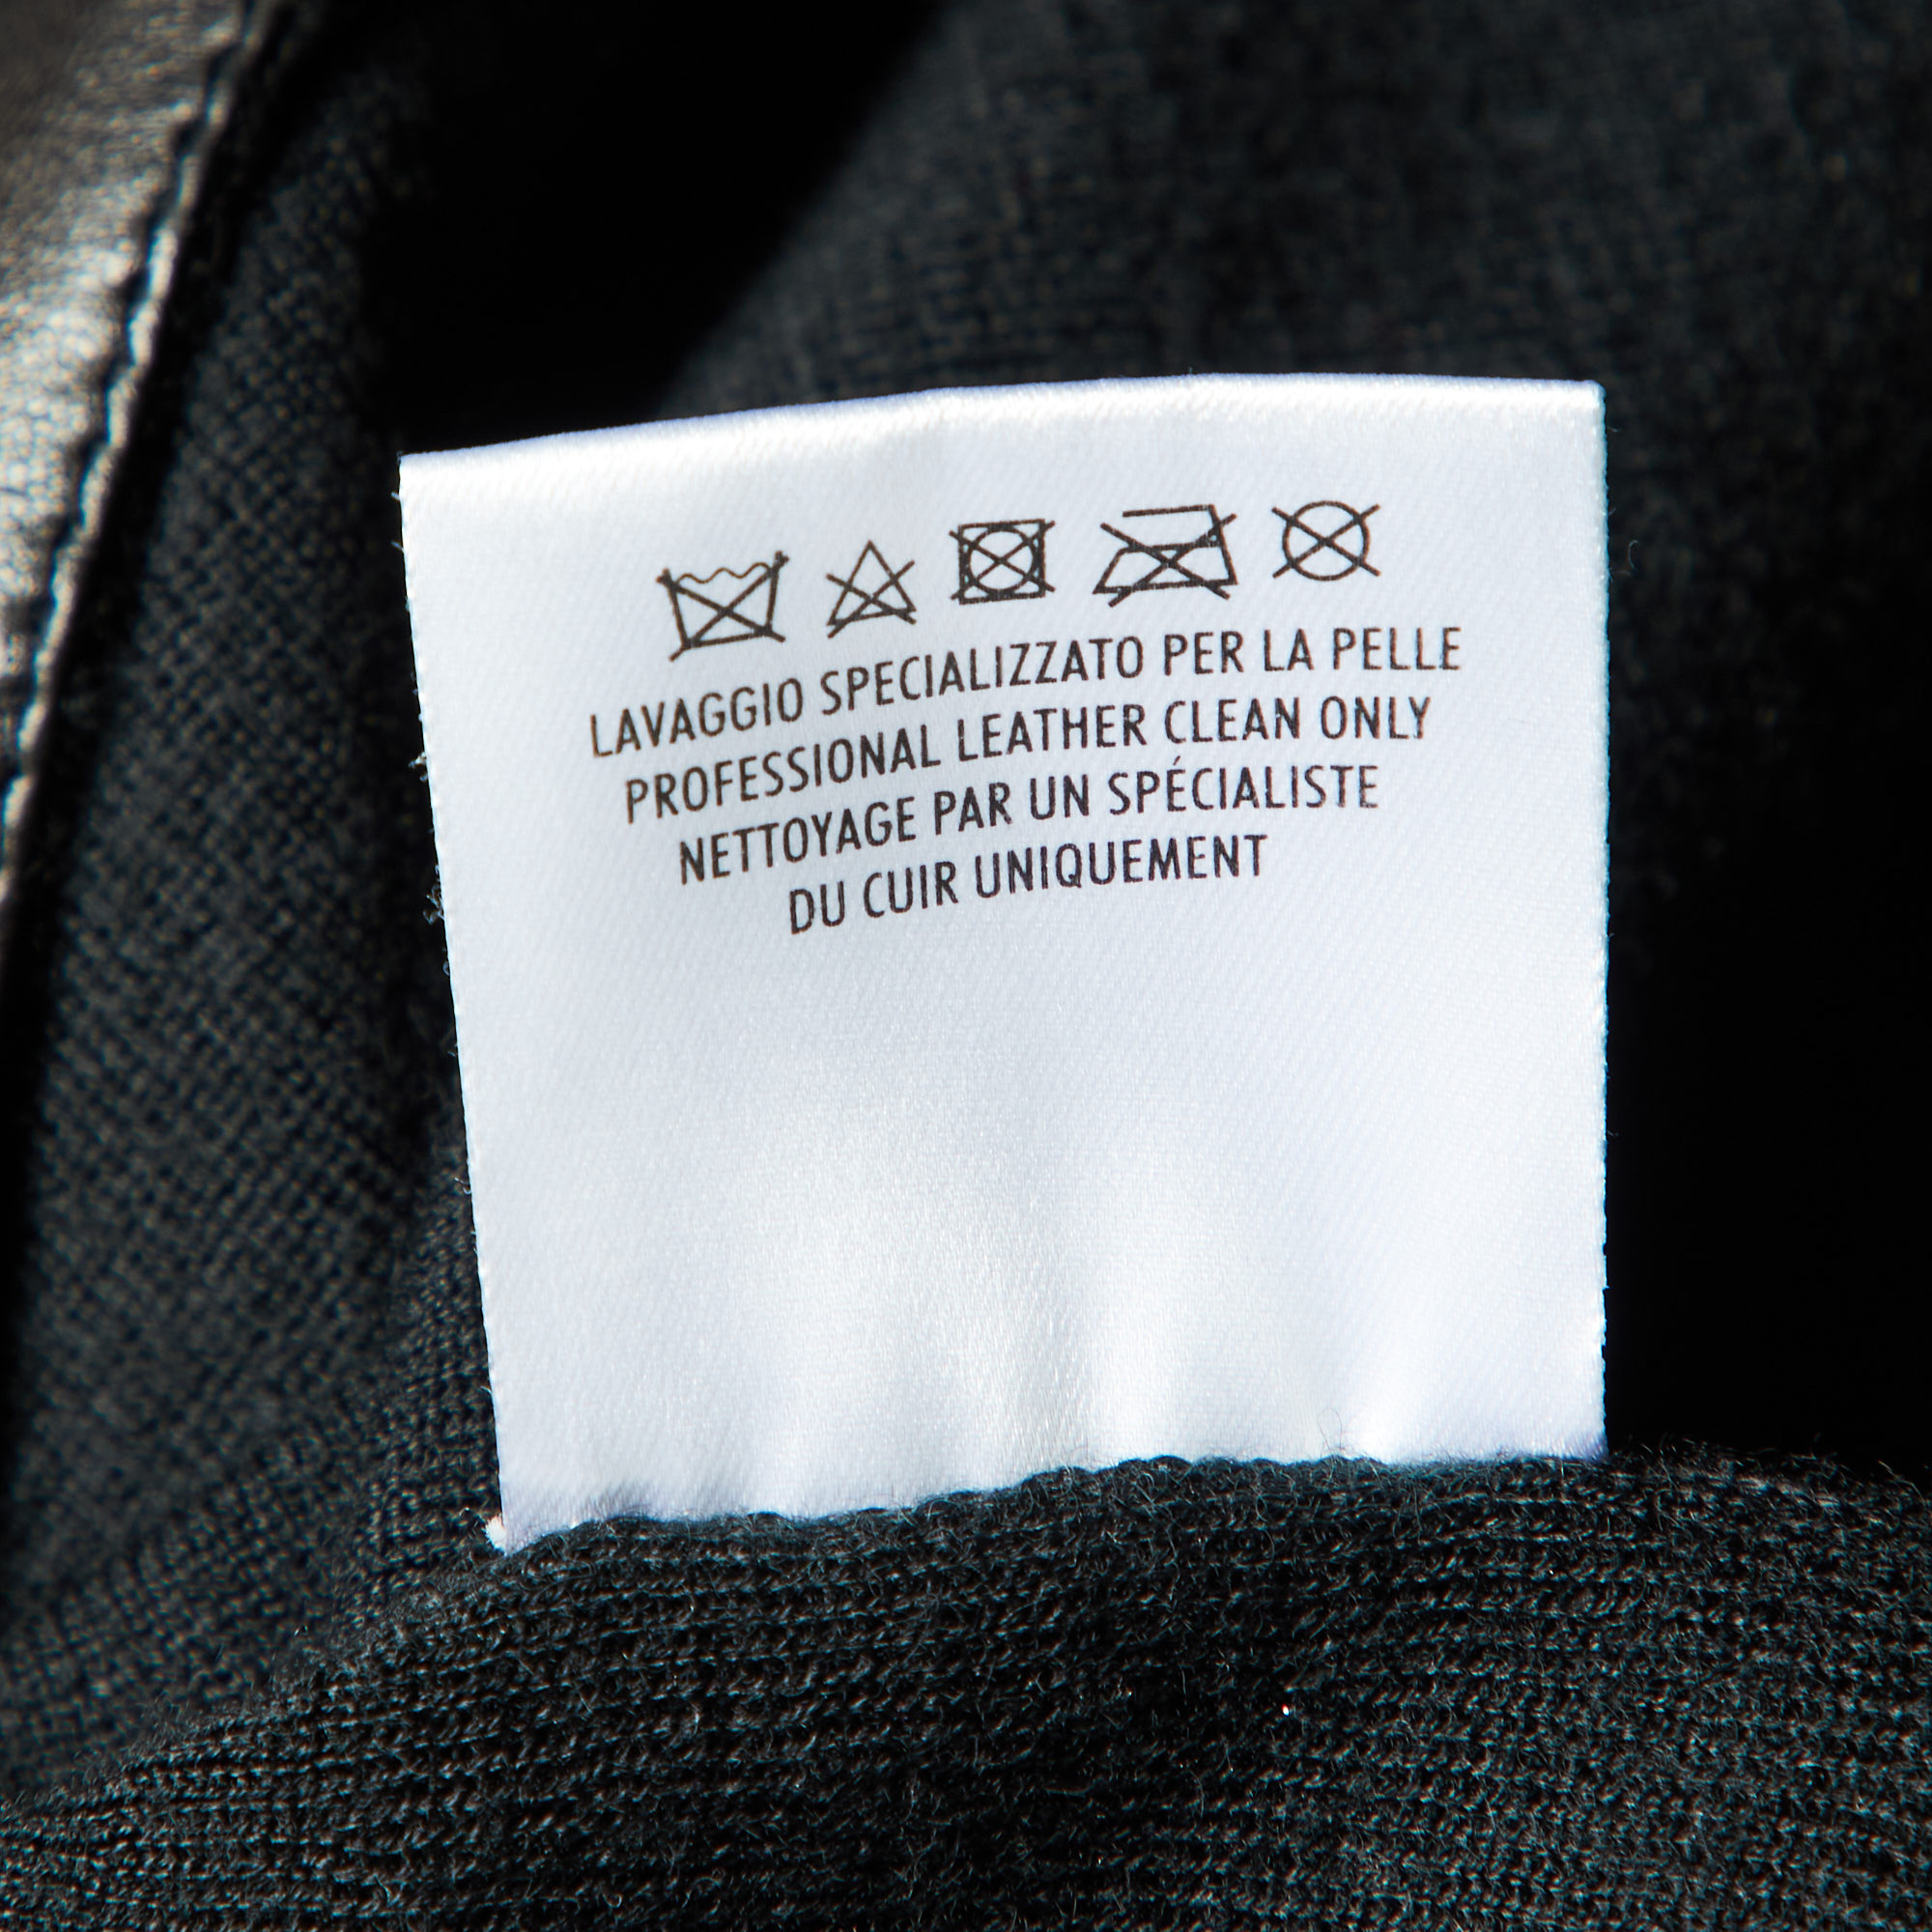 LAVAGGIO SPECIALIZZATO PER LA PELLE
PROFESSIONAL LEATHER CLEAN ONLY
NETTOYAGE PAR UN SPÉCIALISTE
DU CUIR UNIQUEMENT